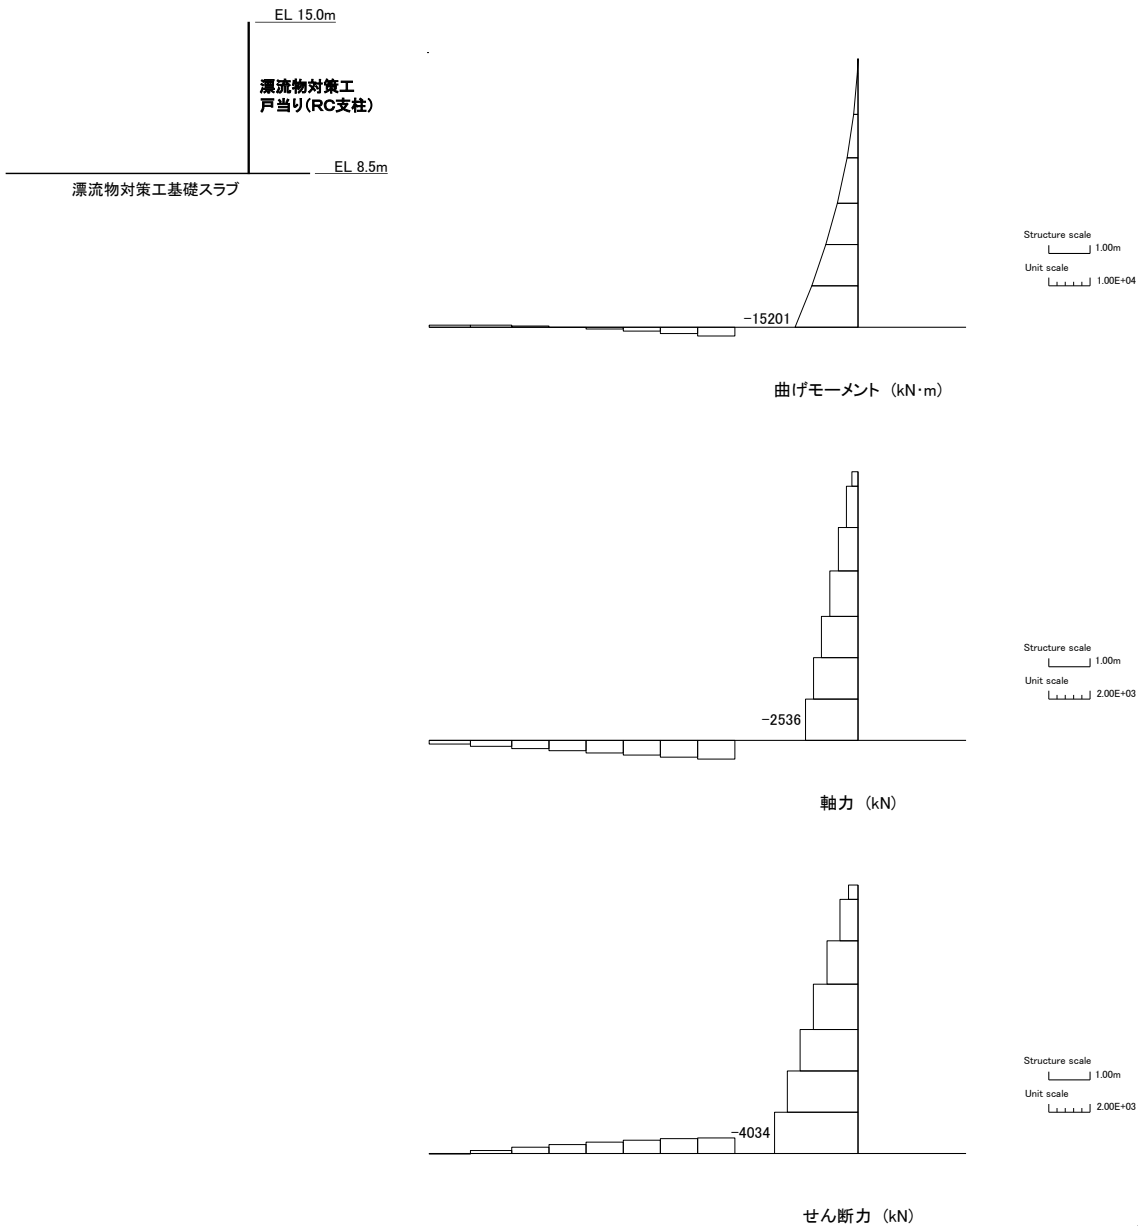 EL 15.0m
漂流物対策工
戸当り(RC支柱)
EL 8.5m
漂流物対策工基礎スラブ
Structure scale
1.00m
Unit scale
1.00E+04
-15201
曲げモーメント (kN·m)
Structure scale
1.00m
Unit scale
2.00E+03
-2536
軸力 (kN)
Structure scale
1.00m
Unit scale
2.00E+03
-4034
せん断力 (kN)